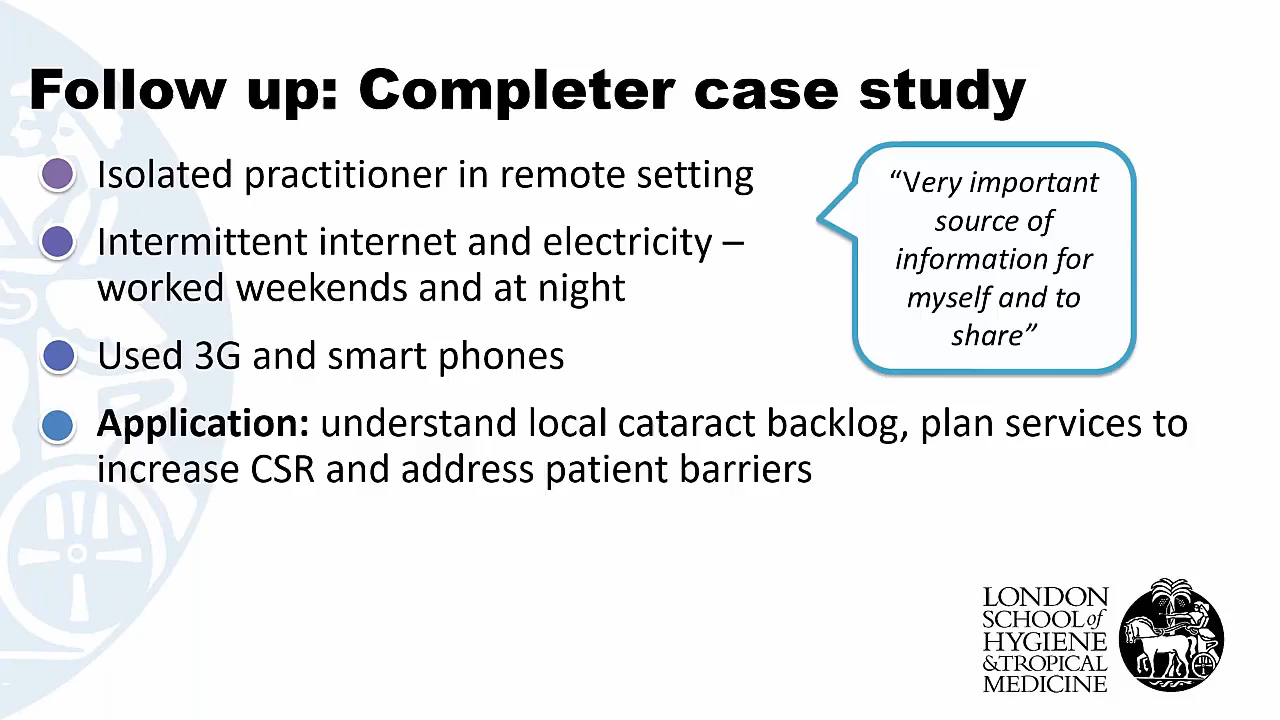 Follow up: Completer case study
Isolated practitioner in remote setting
Intermittent internet and electricity –
worked weekends and at night
Used 3G and smart phones
Application: understand local cataract backlog, plan services to
increase CSR and address patient barriers
“Very important
source of
information for
myself and to
share”
LONDON
SCHOOL of
HYGIENE
&TROPICAL
MEDICINE